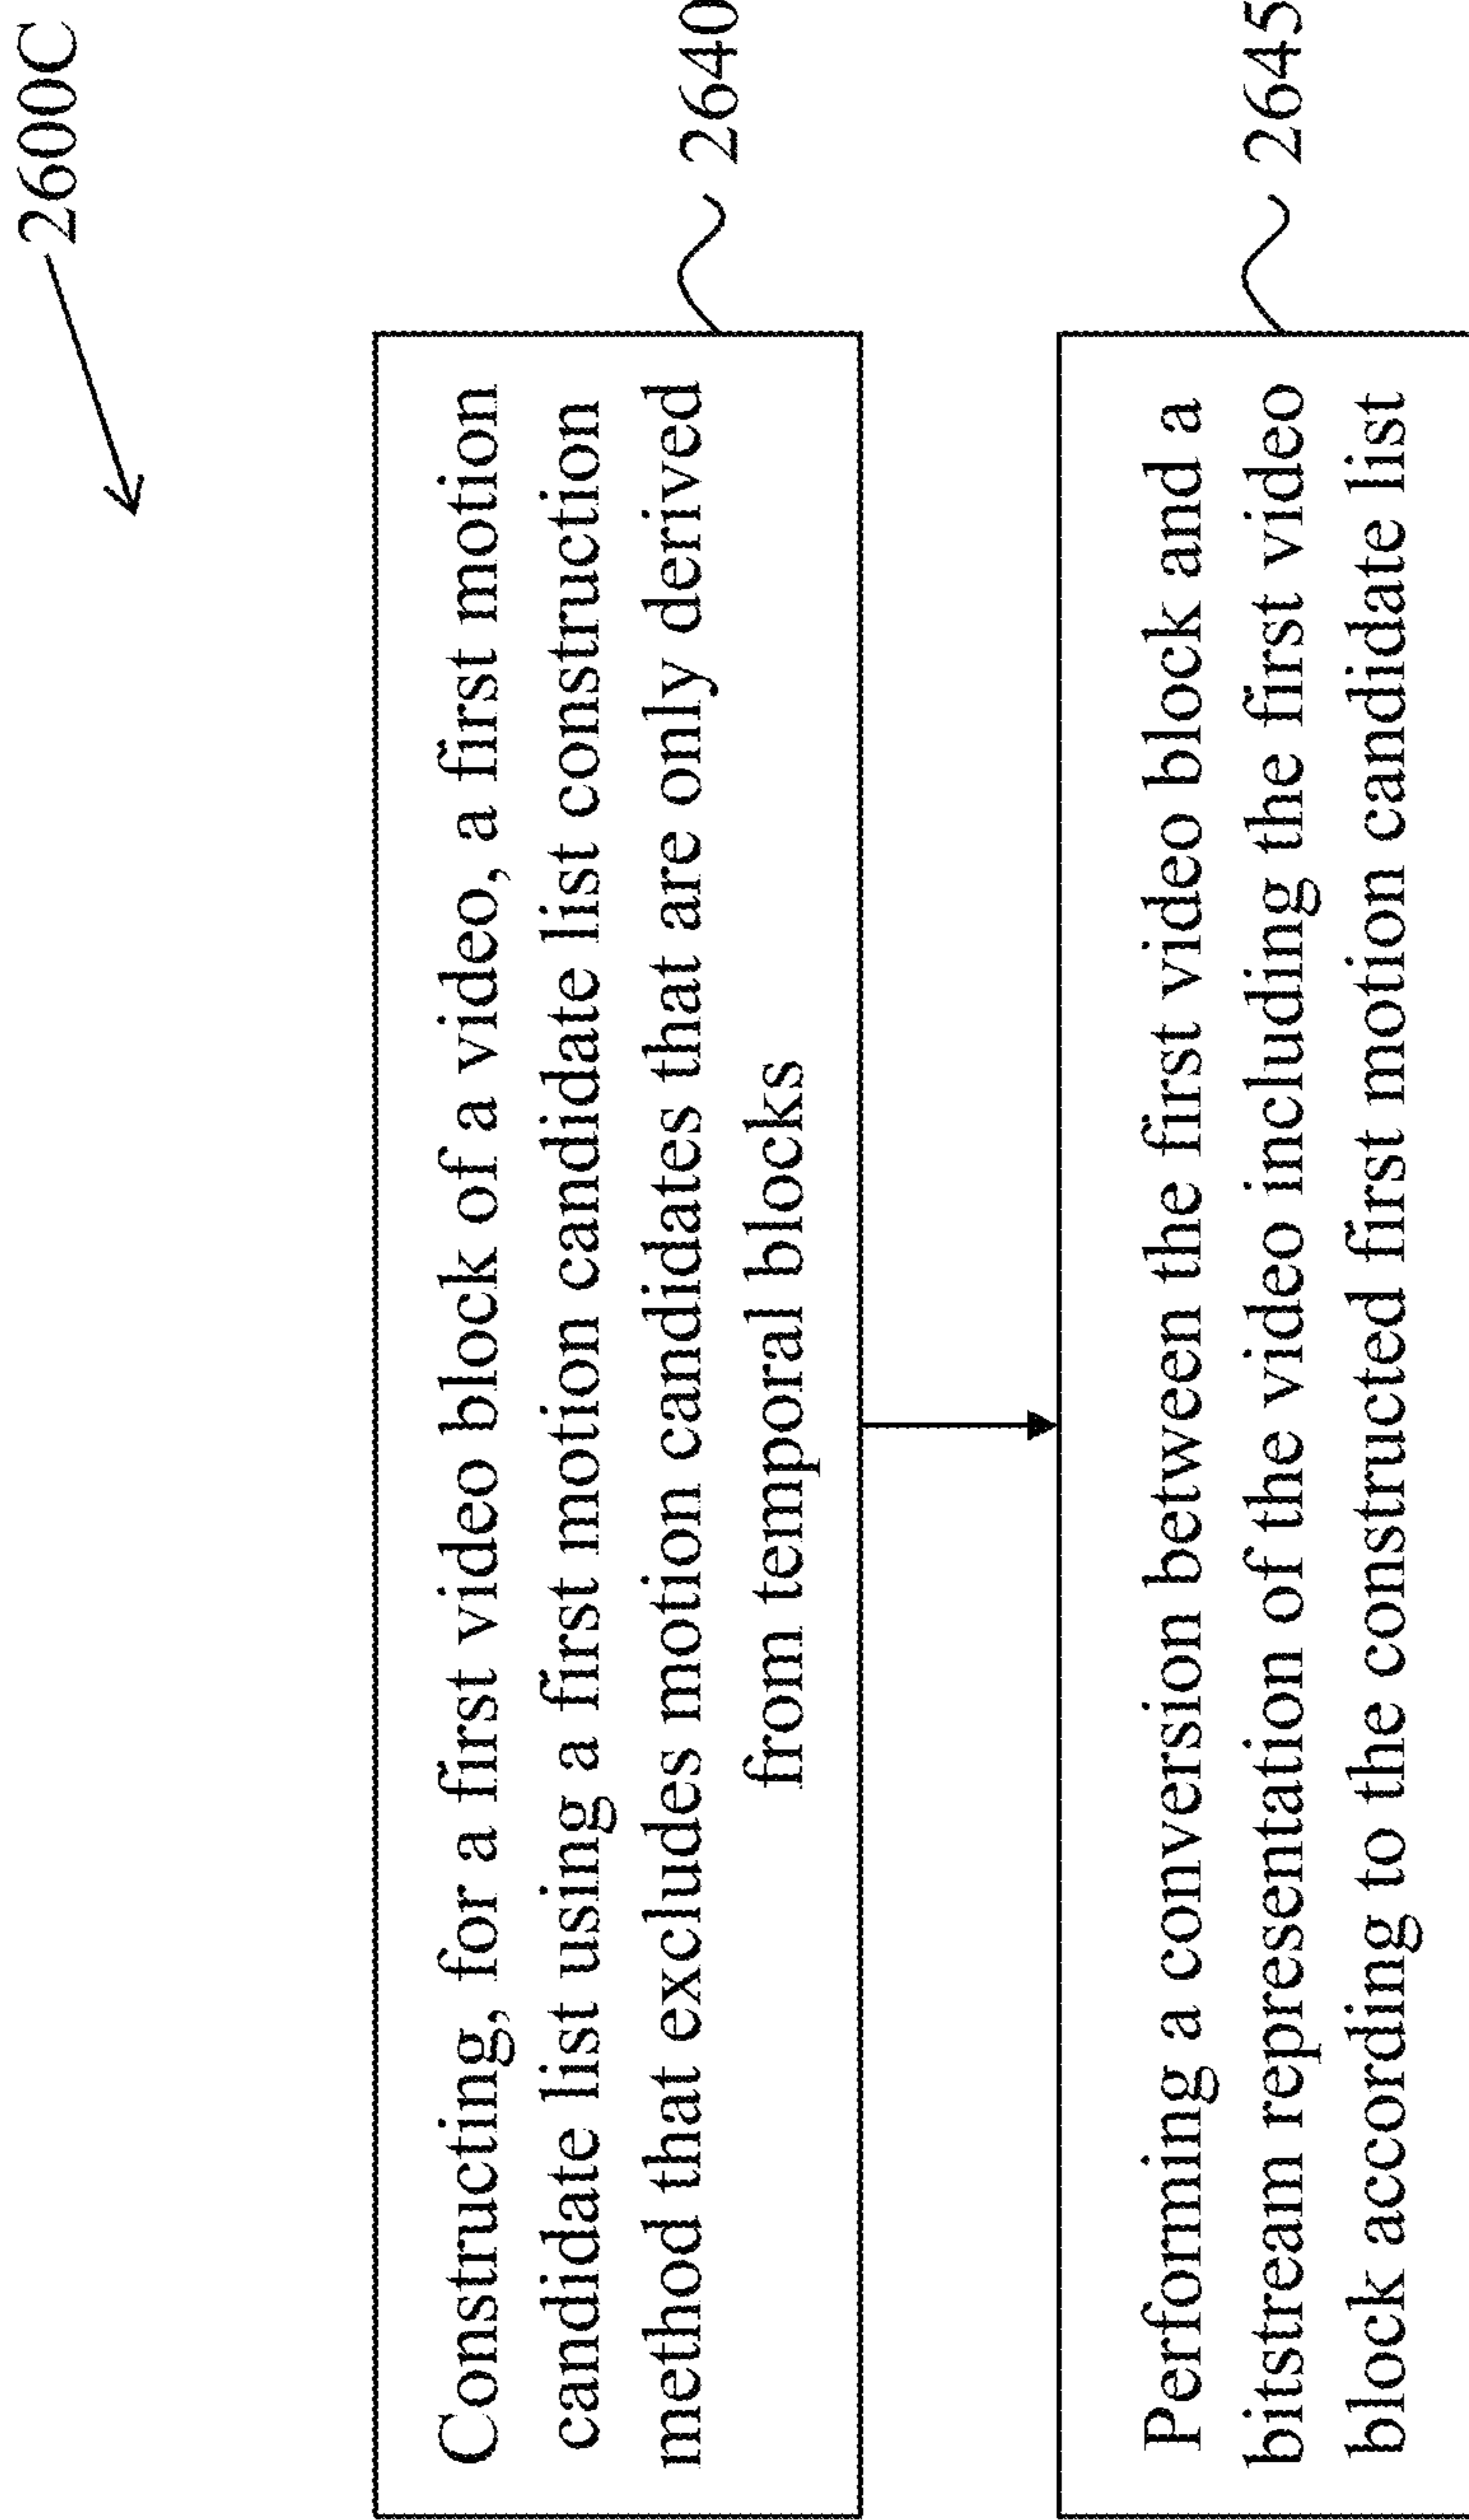 2600C
Constructing, for a first video block of a video, a first motion
candidate list using a first motion candidate list construction
method that excludes motion candidates that are only derived
from temporal blocks
2640
Performing a conversion between the first video block and a
bitstream representation of the video including the first video
block according to the constructed first motion candidate list
2645